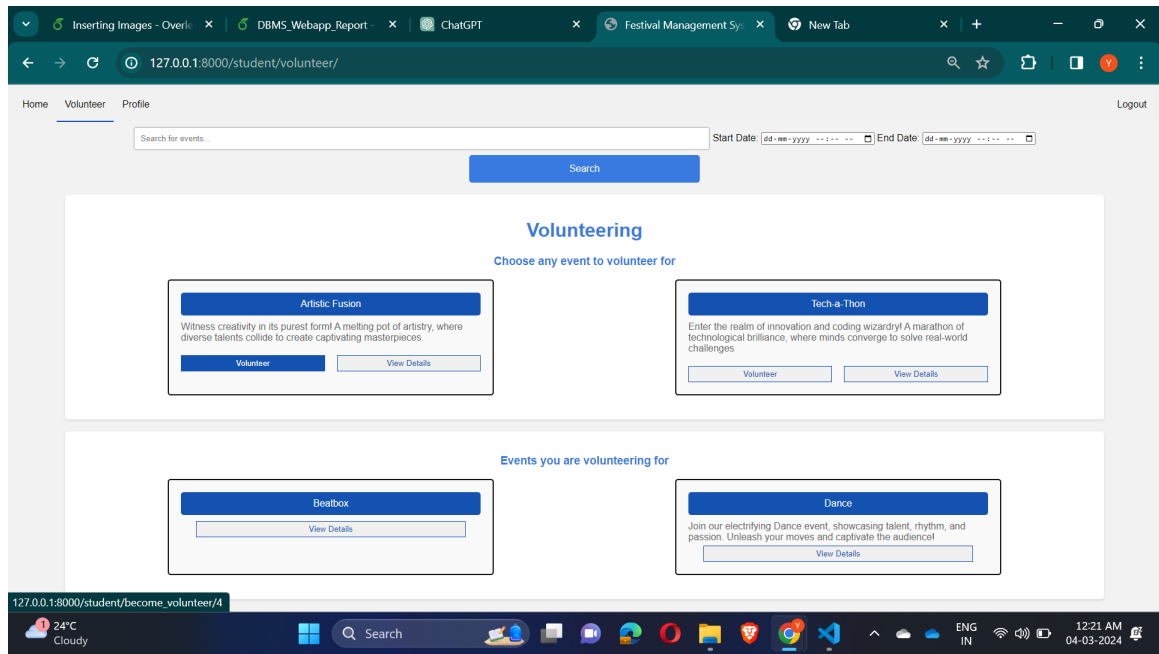 Inserting Images - Overle
DBMS_Webapp_Report -
ChatGPT
Festival Management Sys
New Tab
127.0.0.1:8000/student/volunteer/
Y
Home Volunteer Profile Logout
Search for events...
Start Date: dd-mm-yyyy --:-- -- End Date: dd-mm-yyyy --:-- --
Search
Volunteering
Choose any event to volunteer for
Artistic Fusion
Witness creativity in its purest form! A melting pot of artistry, where
diverse talents collide to create captivating masterpieces
Volunteer View Details
Tech-a-Thon
Enter the realm of innovation and coding wizardry! A marathon of
technological brilliance, where minds converge to solve real-world
challenges
Volunteer View Details
Events you are volunteering for
Beatbox
View Details
Dance
Join our electrifying Dance event, showcasing talent, rhythm, and
passion. Unleash your moves and captivate the audience!
View Details
127.0.0.1:8000/student/become_volunteer/4
1
24°C
Cloudy
Search
ENG
IN
12:21 AM
04-03-2024